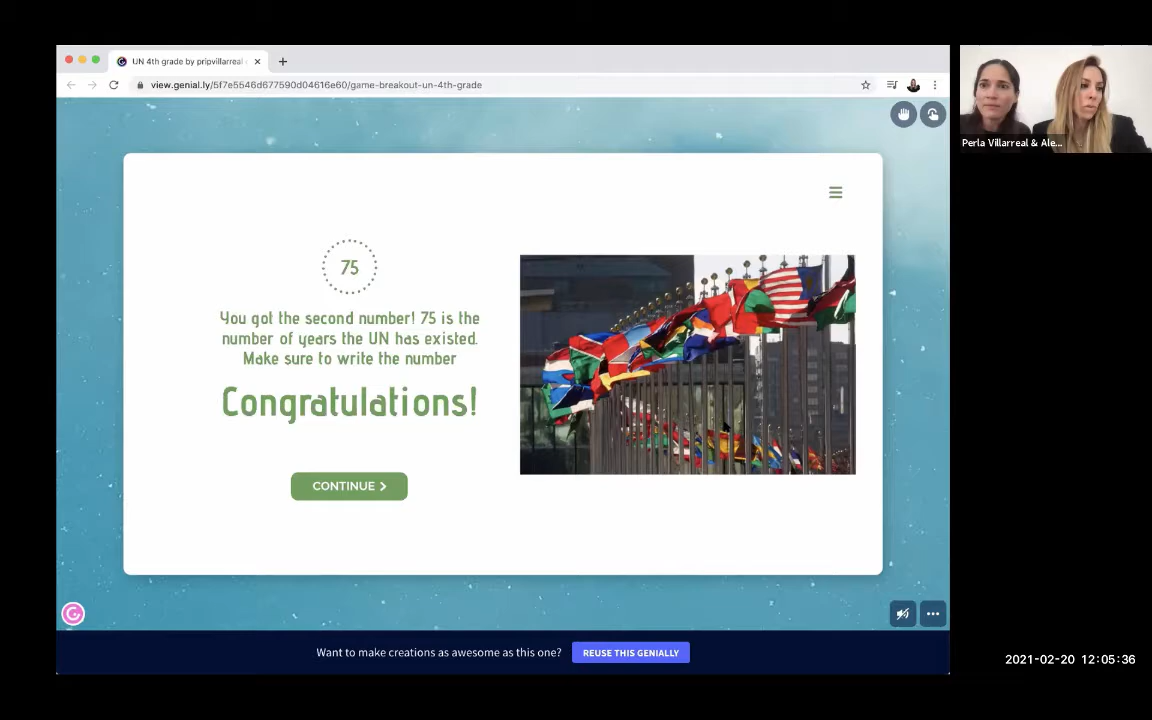 UN 4th grade by pripvillarreal
view.genial.ly/5f7e5546d677590d04616e60/game-breakout-un-4th-grade
Perla Villarreal & Ale...
75
You got the second number! 75 is the
number of years the UN has existed.
Make sure to write the number
Congratulations!
CONTINUE
Want to make creations as awesome as this one?
REUSE THIS GENIALLY
2021-02-20 12:05:36